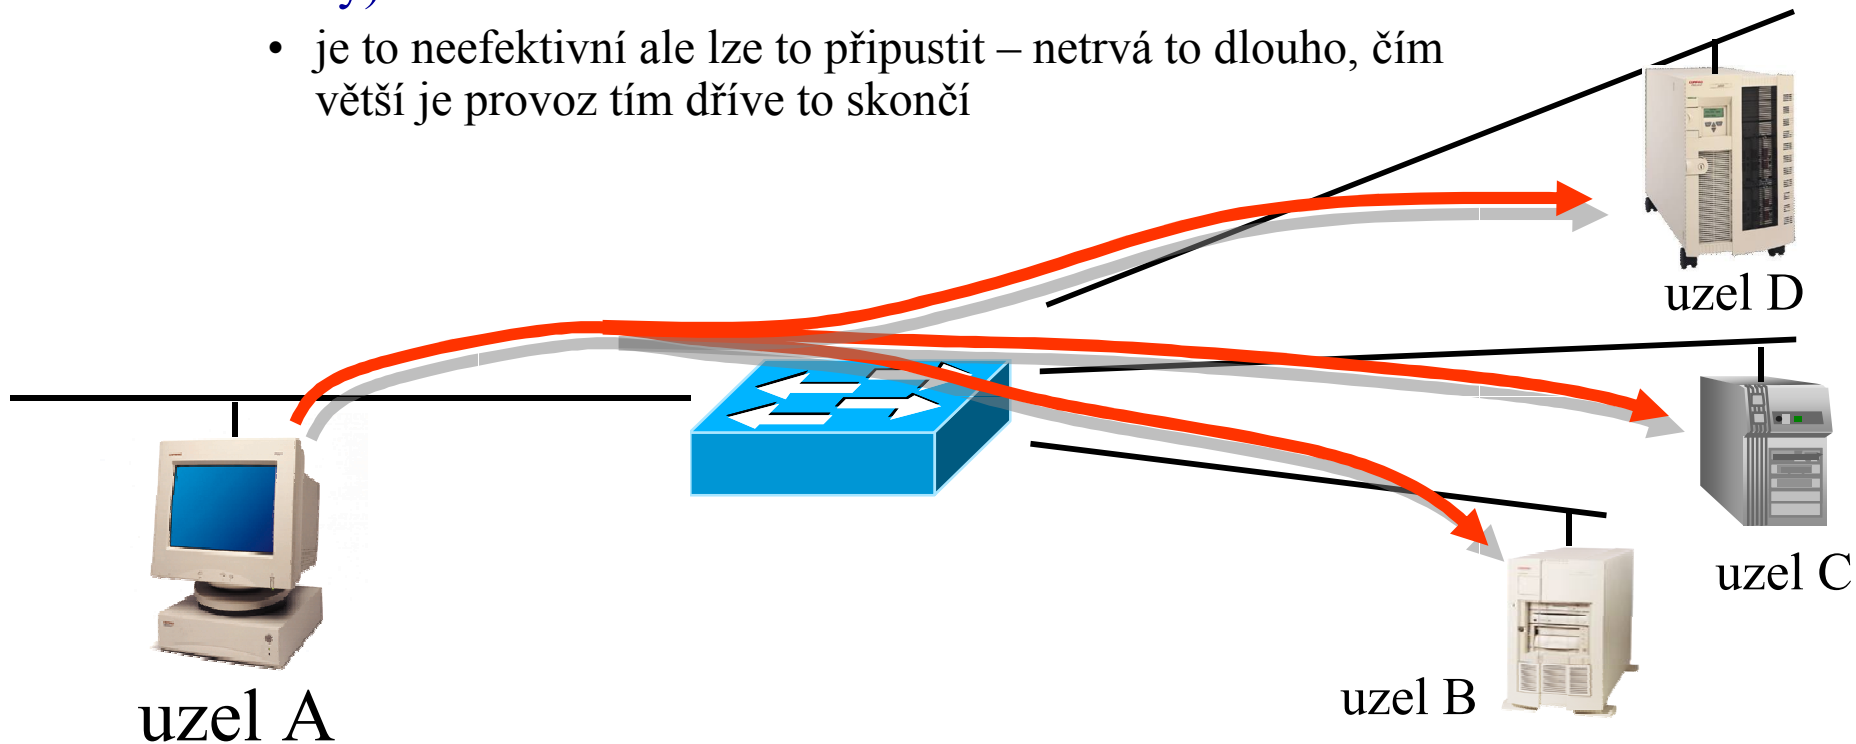 y)
• je to neefektivní ale lze to připustit – netrvá to dlouho, čím
větší je provoz tím dříve to skončí
uzel D
uzel C
uzel B
uzel A